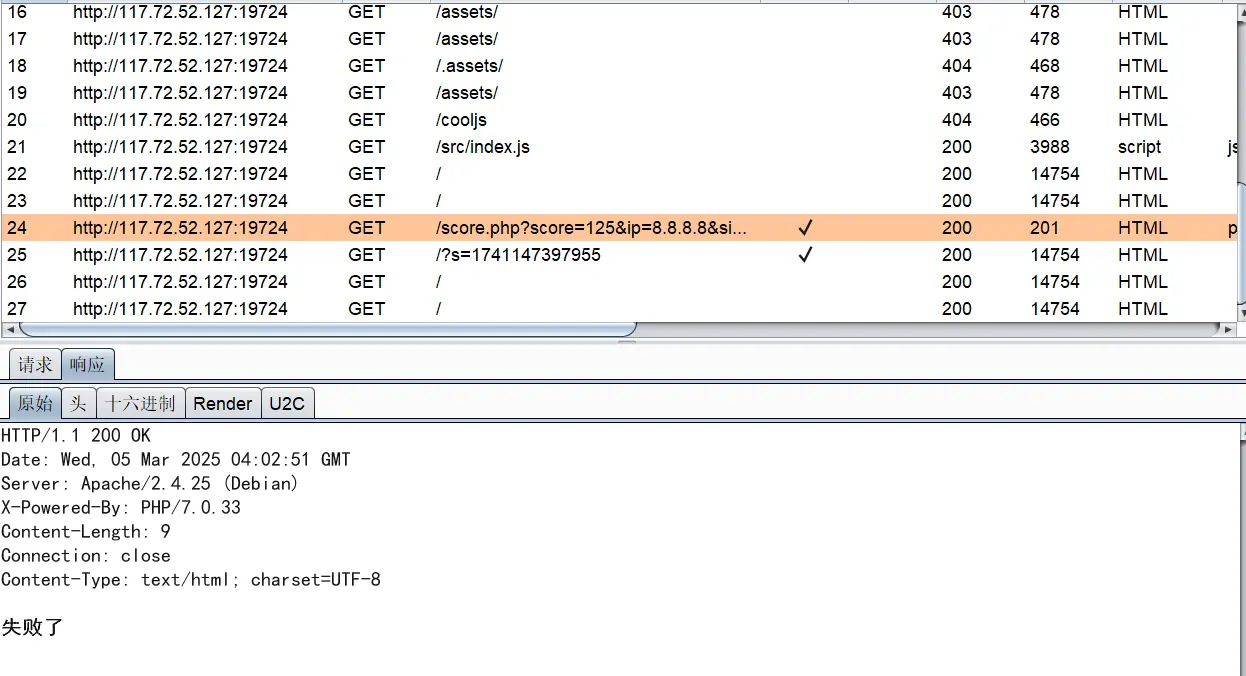 16 http://117.72.52.127:19724 GET /assets/ 403 478 HTML
17 http://117.72.52.127:19724 GET /assets/ 403 478 HTML
18 http://117.72.52.127:19724 GET /.assets/ 404 468 HTML
19 http://117.72.52.127:19724 GET /assets/ 403 478 HTML
20 http://117.72.52.127:19724 GET /cooljs 404 466 HTML
21 http://117.72.52.127:19724 GET /src/index.js 200 3988 script js
22 http://117.72.52.127:19724 GET / 200 14754 HTML
23 http://117.72.52.127:19724 GET / 200 14754 HTML
24 http://117.72.52.127:19724 GET /score.php?score=125&ip=8.8.8.8&si... ✓ 200 201 HTML p
25 http://117.72.52.127:19724 GET /?s=1741147397955 ✓ 200 14754 HTML
26 http://117.72.52.127:19724 GET / 200 14754 HTML
27 http://117.72.52.127:19724 GET / 200 14754 HTML
请求 响应
原始 头 十六进制 Render U2C
HTTP/1.1 200 OK
Date: Wed, 05 Mar 2025 04:02:51 GMT
Server: Apache/2.4.25 (Debian)
X-Powered-By: PHP/7.0.33
Content-Length: 9
Connection: close
Content-Type: text/html; charset=UTF-8
失败了